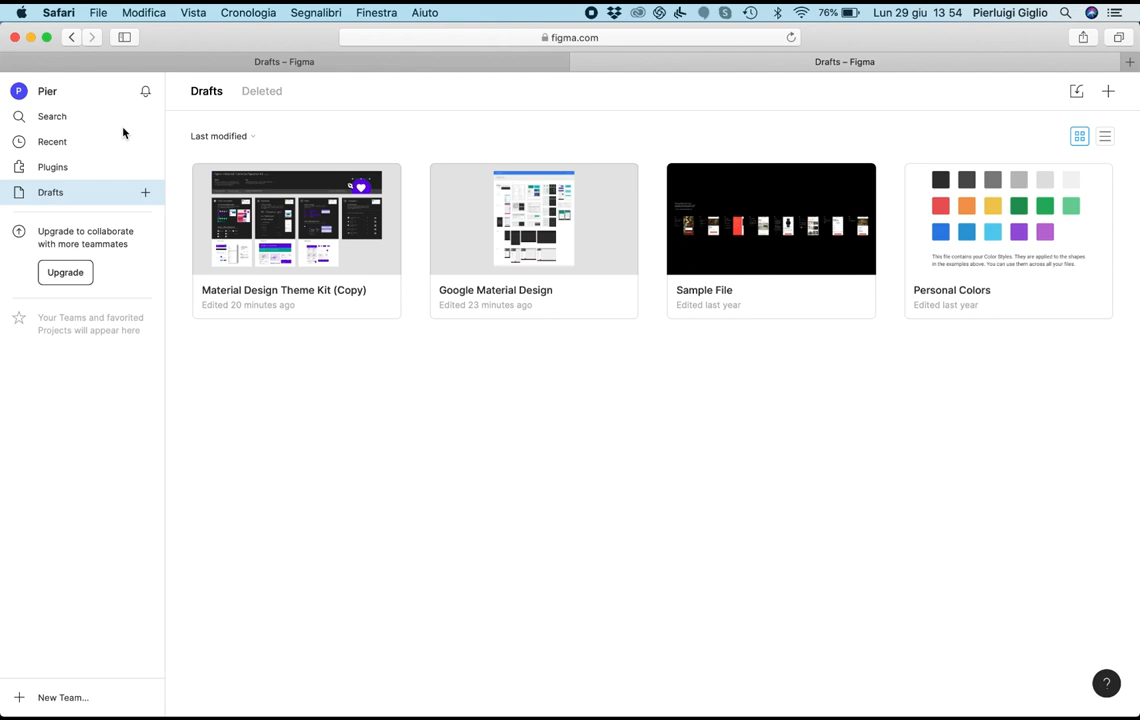 Safari File Modifica Vista Cronologia Segnalibri Finestra Aiuto 76% Lun 29 giu 13 54 Pierluigi Giglio
figma.com
Drafts – Figma Drafts – Figma
P Pier
Search
Recent
Plugins
Drafts
Upgrade to collaborate
with more teammates
Upgrade
Your Teams and favorited
Projects will appear here
New Team...
Drafts Deleted
Last modified
Material Design Theme Kit (Copy)
Edited 20 minutes ago
Google Material Design
Edited 23 minutes ago
Sample File
Edited last year
This file contains your Color Styles. They are applied to the shapes
in the examples above. You can use them across all your files.
Personal Colors
Edited last year
?